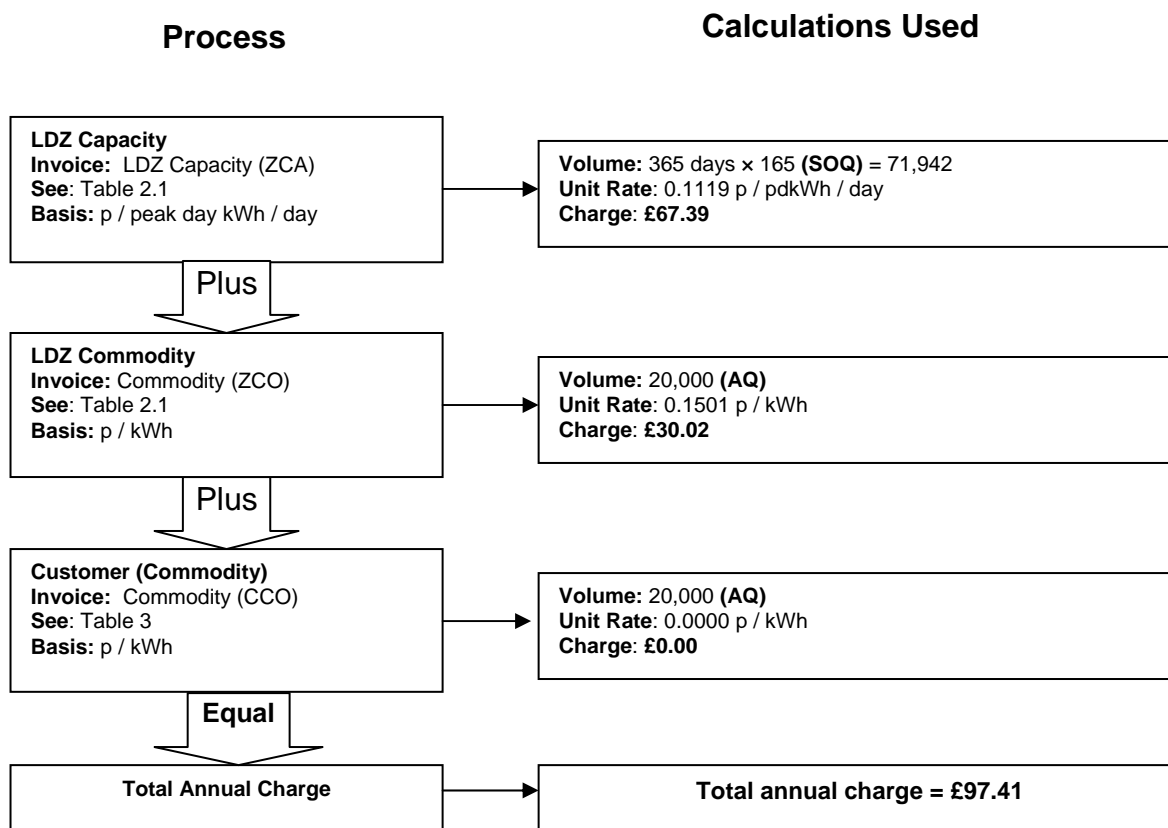 Process
Calculations Used
LDZ Capacity
Invoice: LDZ Capacity (ZCA)
See: Table 2.1
Basis: p / peak day kWh / day
Volume: 365 days × 165 (SOQ) = 71,942
Unit Rate: 0.1119 p / pdkWh / day
Charge: £67.39
Plus
LDZ Commodity
Invoice: Commodity (ZCO)
See: Table 2.1
Basis: p / kWh
Volume: 20,000 (AQ)
Unit Rate: 0.1501 p / kWh
Charge: £30.02
Plus
Customer (Commodity)
Invoice: Commodity (CCO)
See: Table 3
Basis: p / kWh
Volume: 20,000 (AQ)
Unit Rate: 0.0000 p / kWh
Charge: £0.00
Equal
Total Annual Charge
Total annual charge = £97.41